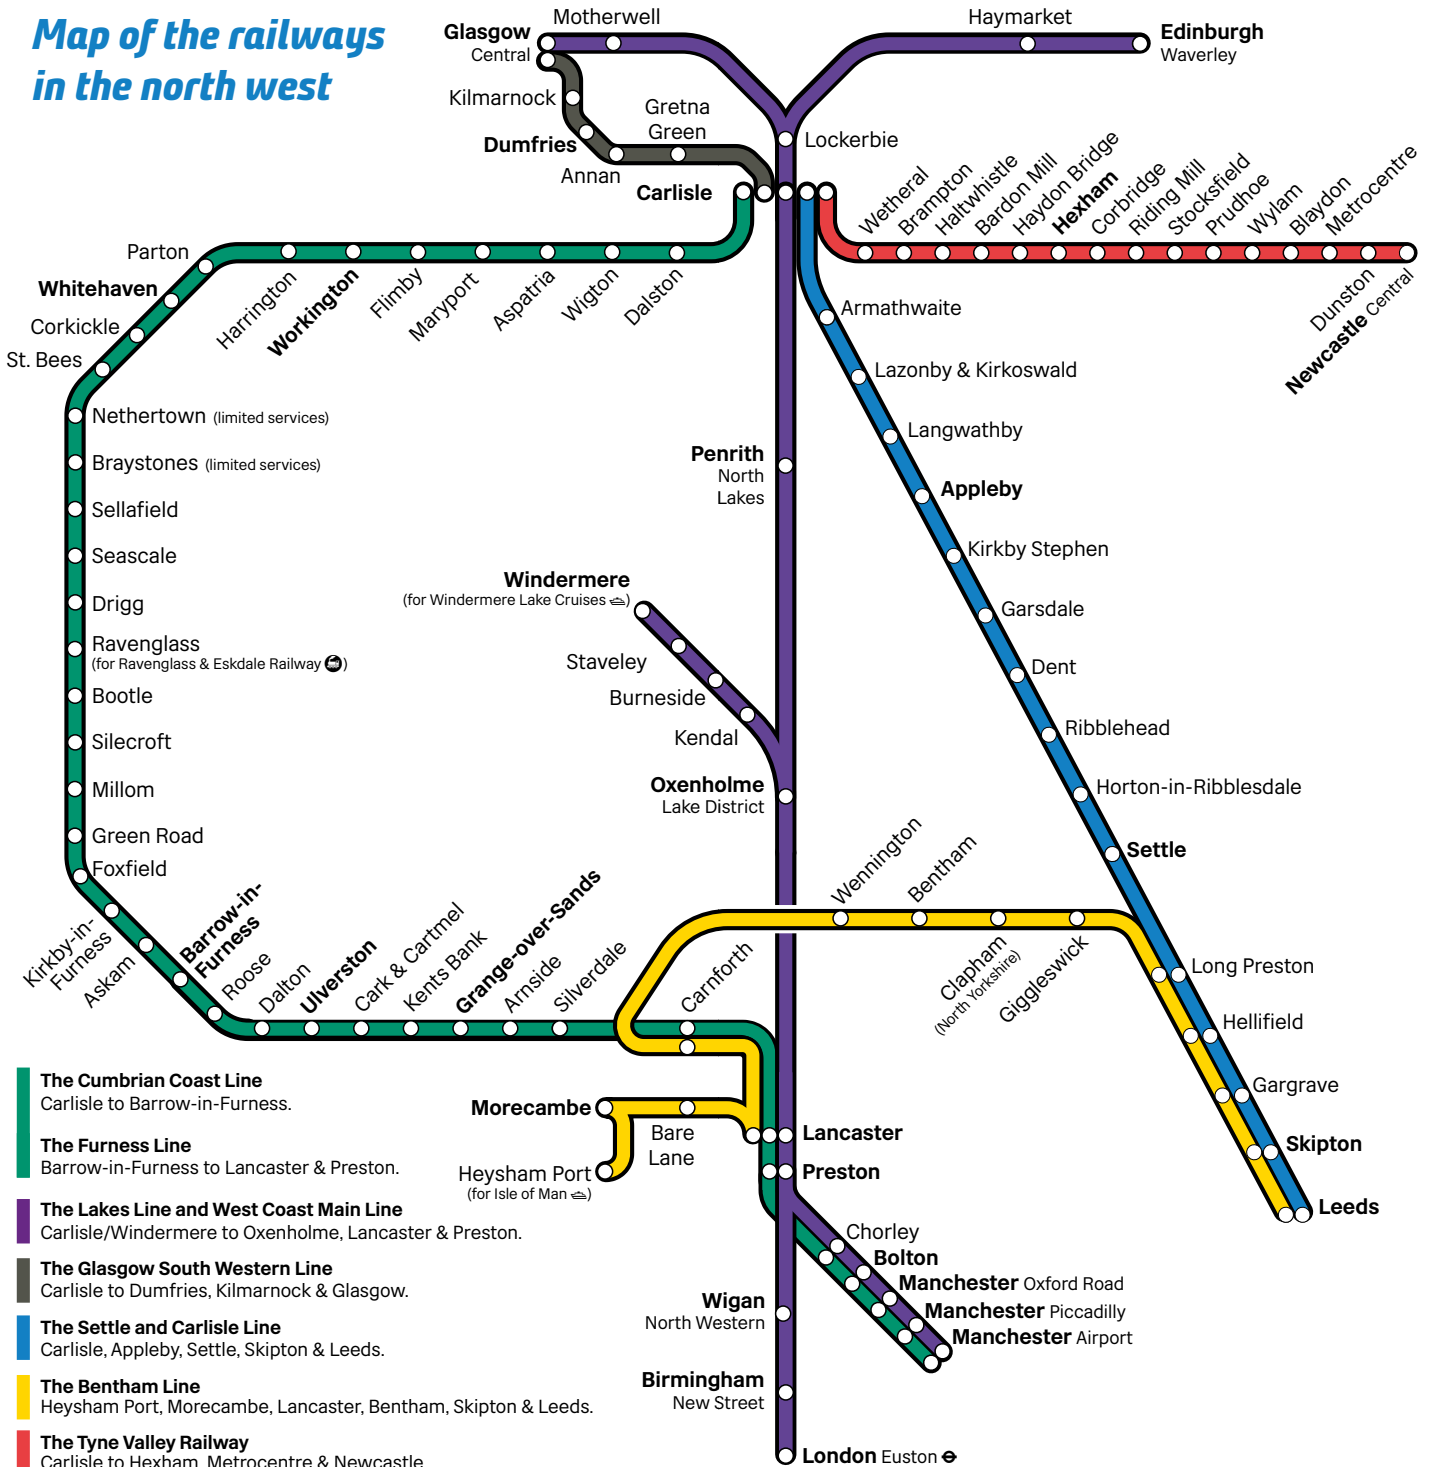 Map of the railways
in the north west
Glasgow
Central
Motherwell
Haymarket
Edinburgh
Waverley
Kilmarnock
Gretna
Green
Dumfries
Annan
Lockerbie
Carlisle
Wetheral
Brampton
Haltwhistle
Bardon Mill
Haydon Bridge
Hexham
Corbridge
Riding Mill
Stocksfield
Prudhoe
Wylam
Blaydon
Metrocentre
Dunston
Newcastle Central
Parton
Whitehaven
Corkickle
St. Bees
Harrington
Workington
Flimby
Maryport
Aspatria
Wigton
Dalston
Nethertown (limited services)
Braystones (limited services)
Sellafield
Seascale
Drigg
Ravenglass
(for Ravenglass & Eskdale Railway )
Bootle
Silecroft
Millom
Green Road
Foxfield
Armathwaite
Lazonby & Kirkoswald
Langwathby
Appleby
Kirkby Stephen
Garsdale
Dent
Ribblehead
Horton-in-Ribblesdale
Settle
Long Preston
Hellifield
Gargrave
Skipton
Leeds
Penrith
North
Lakes
Windermere
(for Windermere Lake Cruises )
Staveley
Burneside
Kendal
Oxenholme
Lake District
Wennington
Bentham
Clapham
(North Yorkshire)
Giggleswick
Kirkby-in-
Furness
Askam
Barrow-in-
Furness
Roose
Dalton
Ulverston
Cark & Cartmel
Kents Bank
Grange-over-Sands
Arnside
Silverdale
Carnforth
Morecambe
Bare
Lane
Heysham Port
(for Isle of Man )
Lancaster
Preston
Chorley
Bolton
Manchester Oxford Road
Manchester Piccadilly
Manchester Airport
Wigan
North Western
Birmingham
New Street
London Euston
The Cumbrian Coast Line
Carlisle to Barrow-in-Furness.
The Furness Line
Barrow-in-Furness to Lancaster & Preston.
The Lakes Line and West Coast Main Line
Carlisle/Windermere to Oxenholme, Lancaster & Preston.
The Glasgow South Western Line
Carlisle to Dumfries, Kilmarnock & Glasgow.
The Settle and Carlisle Line
Carlisle, Appleby, Settle, Skipton & Leeds.
The Bentham Line
Heysham Port, Morecambe, Lancaster, Bentham, Skipton & Leeds.
The Tyne Valley Railway
Carlisle to Hexham, Metrocentre & Newcastle